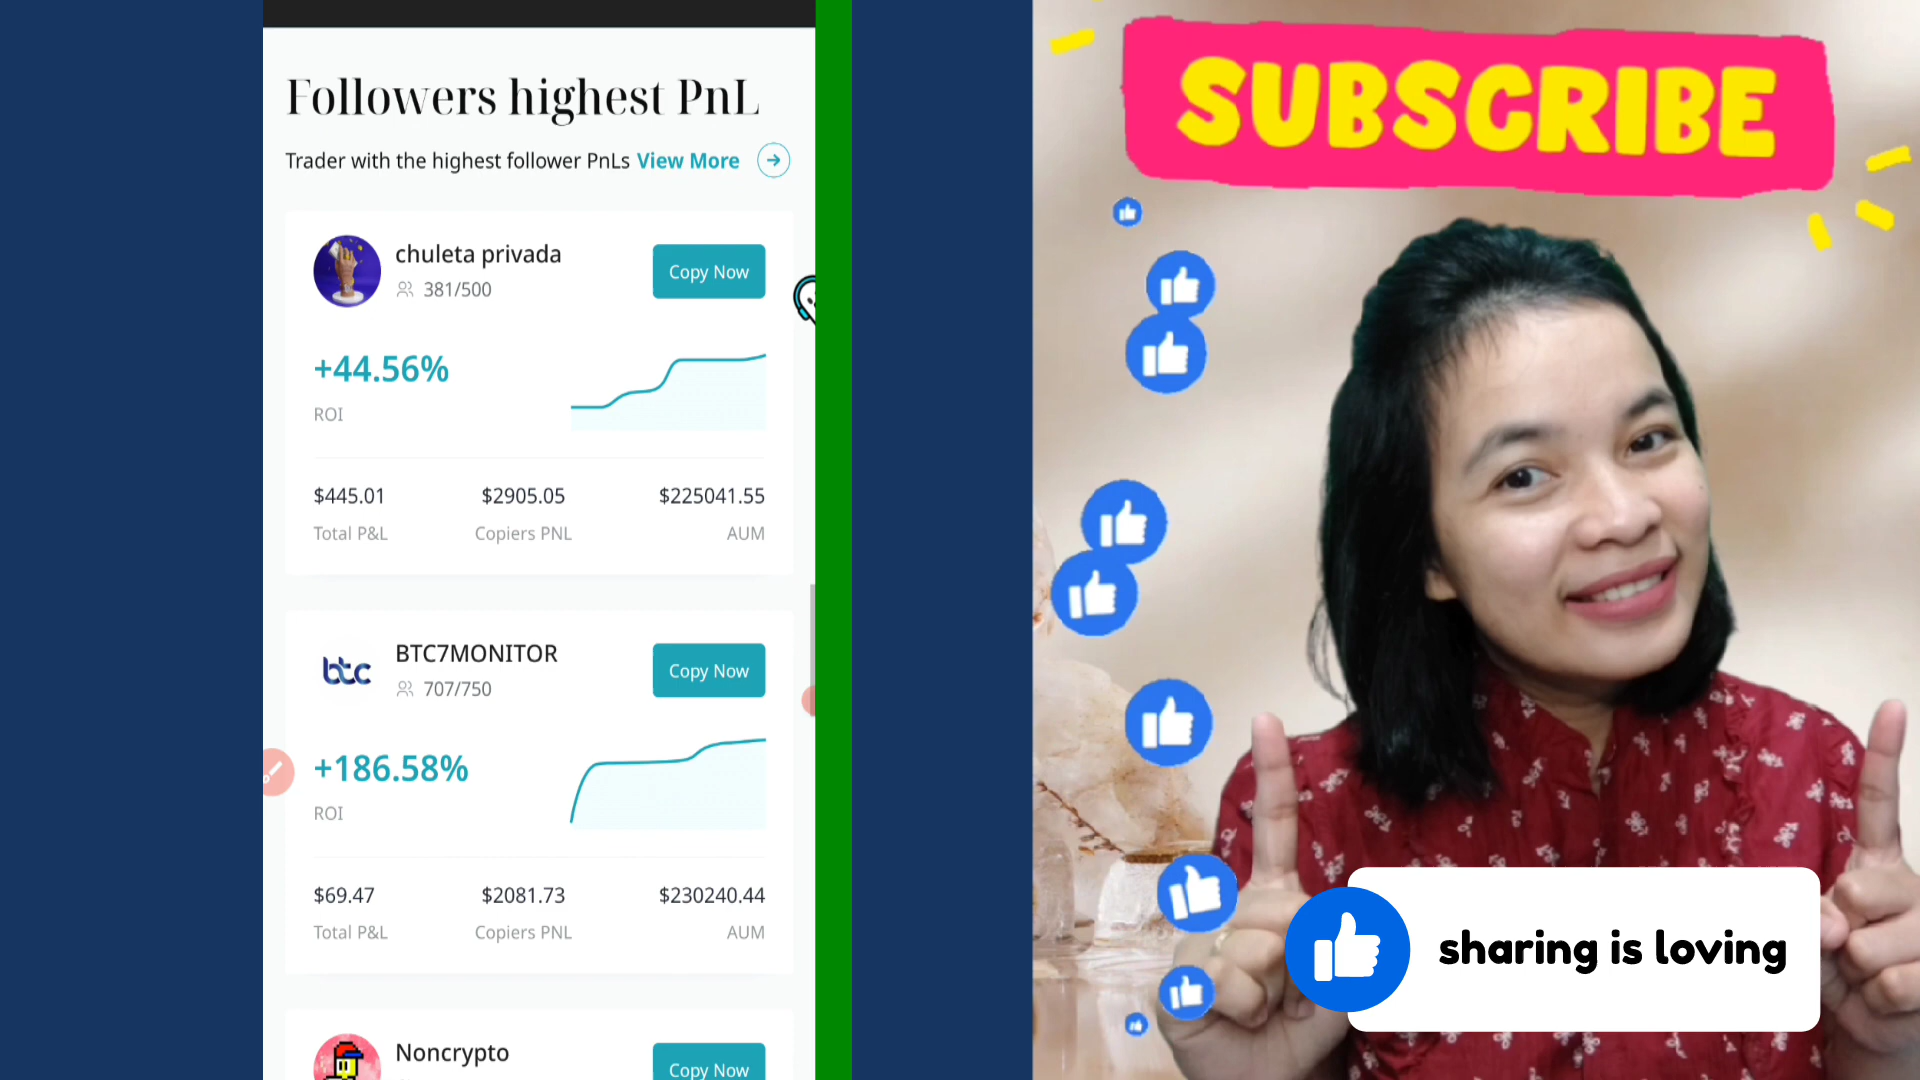 Followers highest PnL
Trader with the highest follower PnLs View More
chuleta privada
381/500
Copy Now
+44.56%
ROI
$445.01 $2905.05 $225041.55
Total P&L Copiers PNL AUM
btc
BTC7MONITOR
707/750
Copy Now
+186.58%
ROI
$69.47 $2081.73 $230240.44
Total P&L Copiers PNL AUM
Noncrypto
Copy Now
SUBSCRIBE
sharing is loving